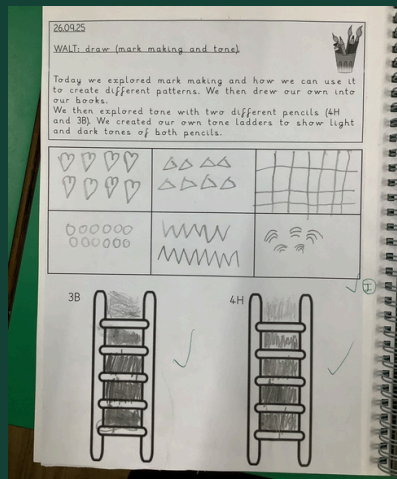 26.09.25
WALT: draw (mark making and tone).
Today we explored mark making and how we can use it
to create different patterns. We then drew our own into
our books.
We then explored tone with two different pencils (4H
and 3B). We created our own tone ladders to show light
and dark tones of both pencils.
I
3B
4H